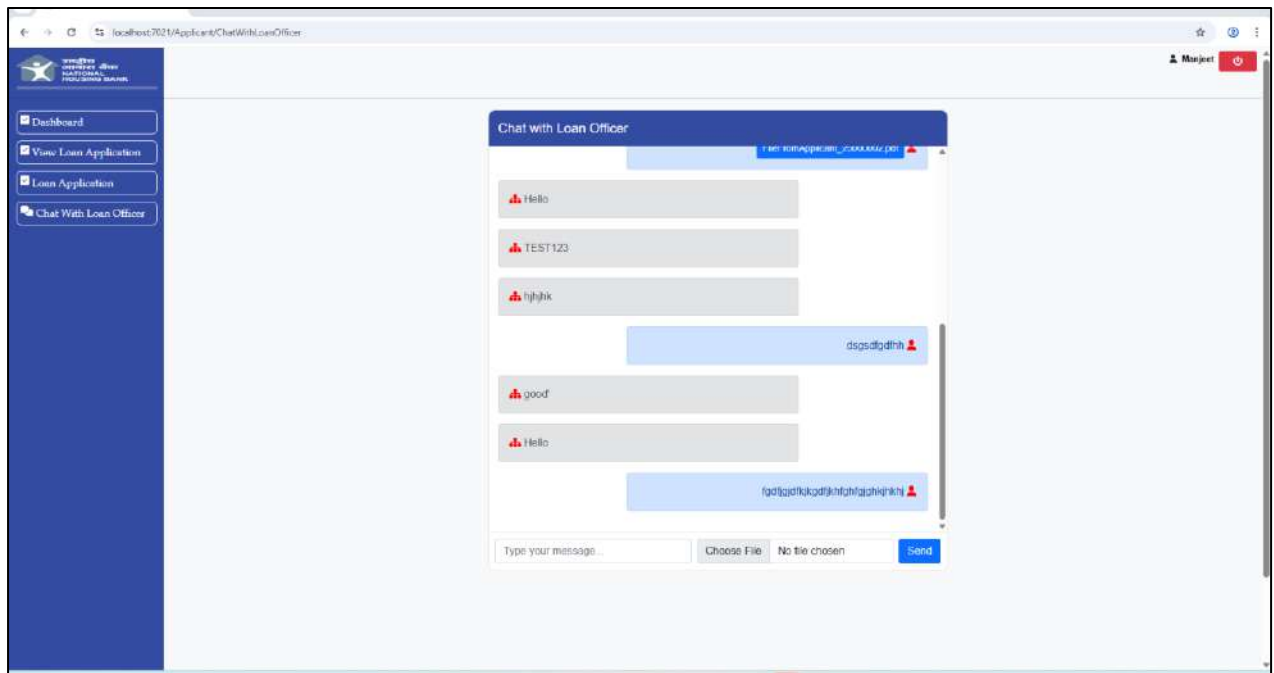 localhost:7021/Applicant/ChatWithLoanOfficer
NATIONAL
HOUSING BANK
Manjeet
Dashboard
View Loan Application
Loan Application
Chat With Loan Officer
Chat with Loan Officer
Hello
TEST123
hjhjhk
dsgsdfgdfhh
good
Hello
Type your message...
Choose File No file chosen
Send